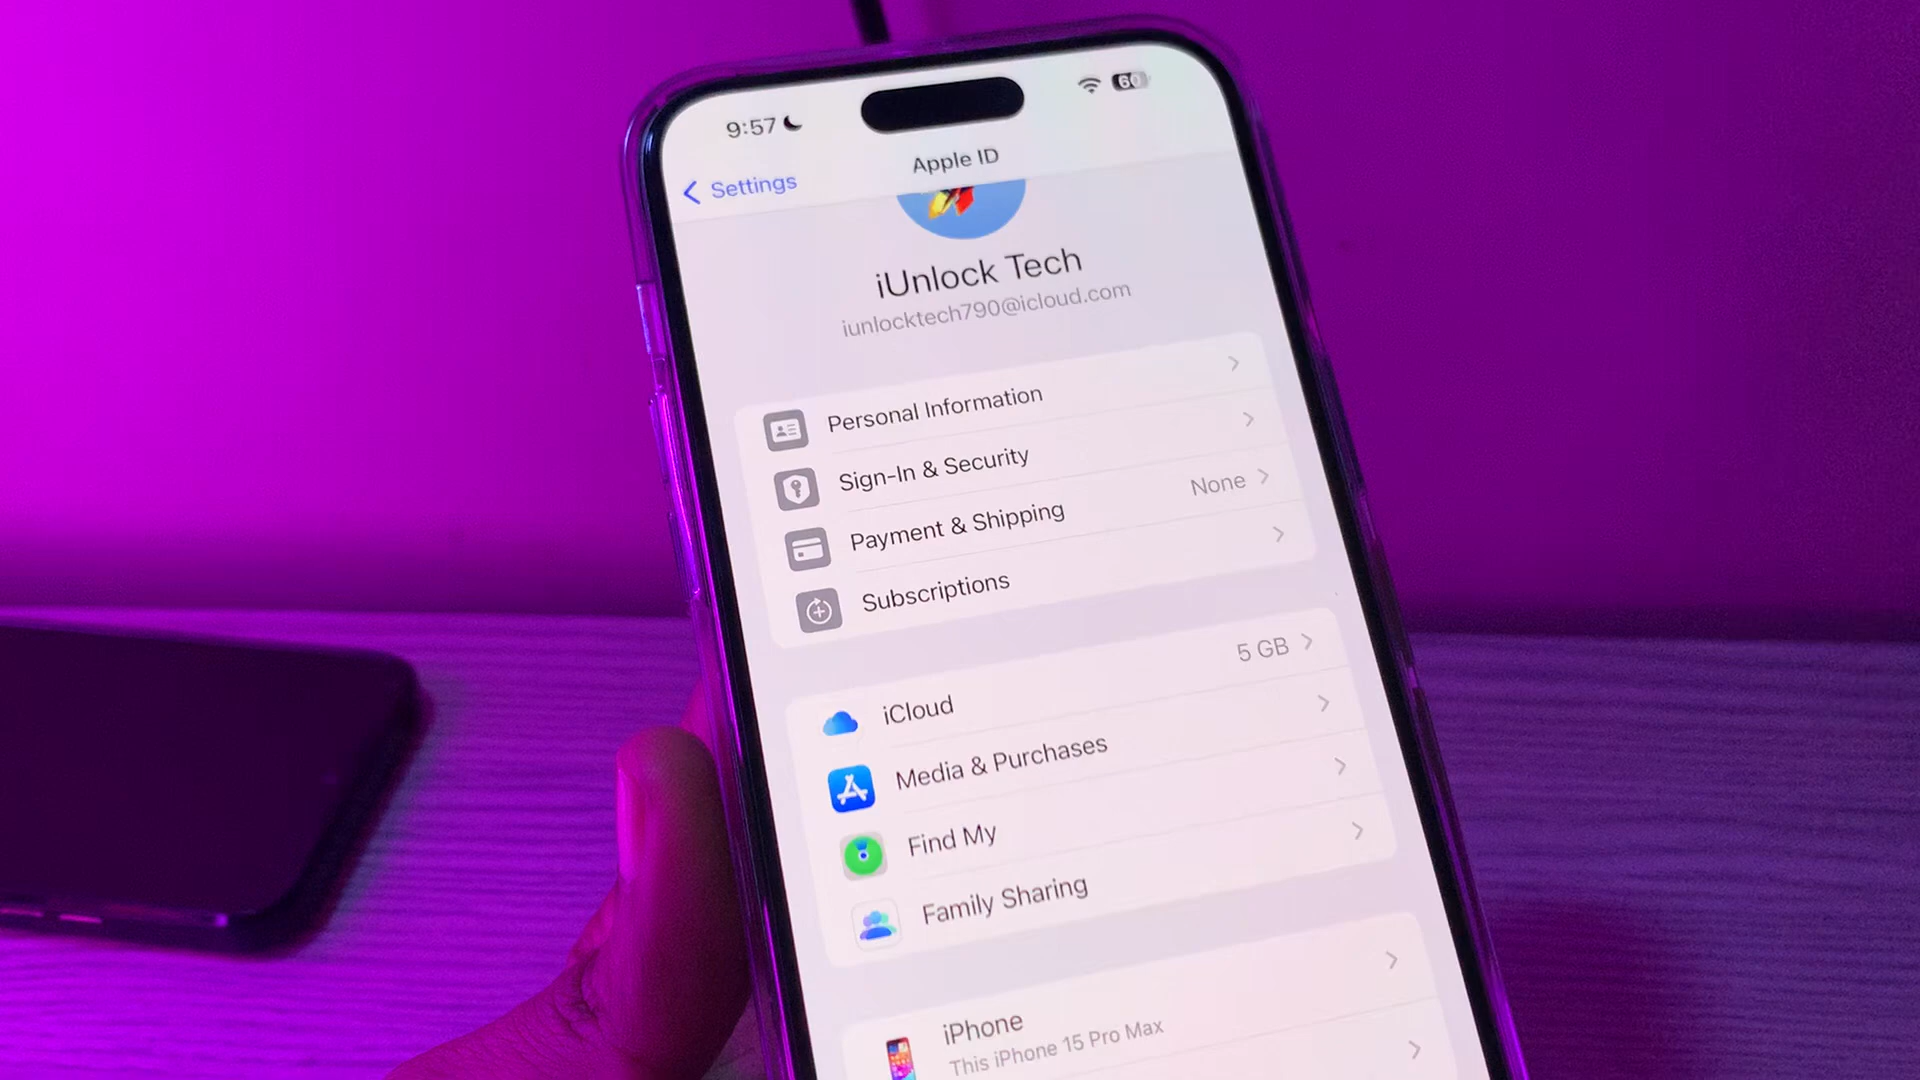 9:57
60
Settings
Apple ID
iUnlock Tech
iunlocktech790@icloud.com
Personal Information
Sign-In & Security
Payment & Shipping
None
Subscriptions
iCloud
5 GB
Media & Purchases
Find My
Family Sharing
iPhone
This iPhone 15 Pro Max